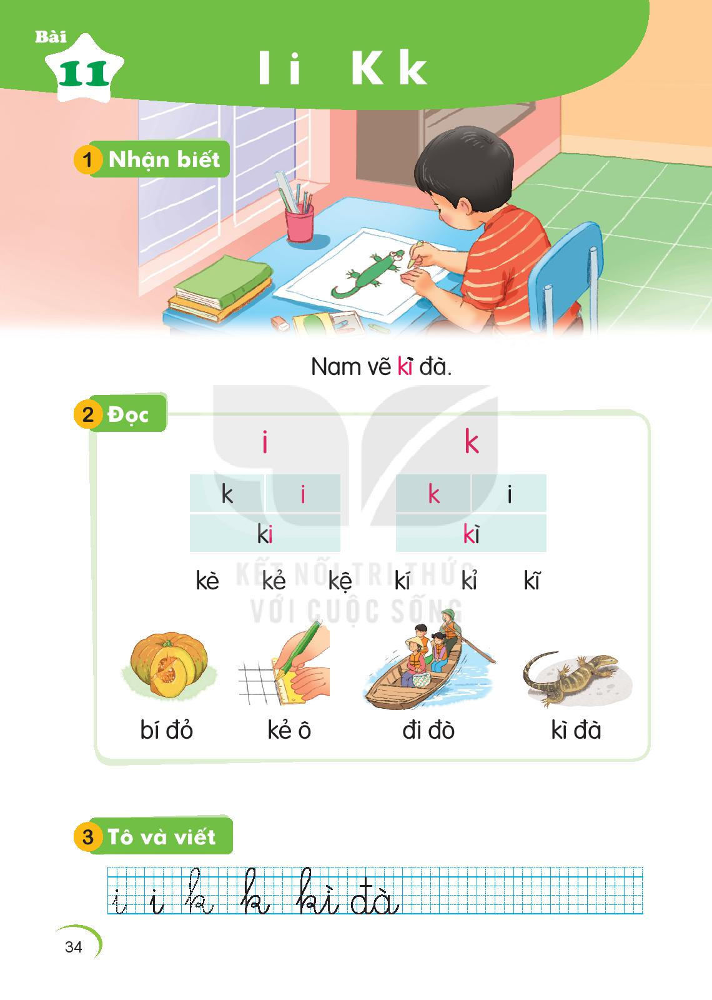 Bài
11
I i K k
1 Nhận biết
Nam vẽ kì đà.
2 Đọc
i k
k i k i
ki kì
KẾT NỐI TRI THỨC
VỚI CUỘC SỐNG
kè kẻ kệ kí kỉ kĩ
bí đỏ kẻ ô đi đò kì đà
3 Tô và viết
i i k k kì đà
34